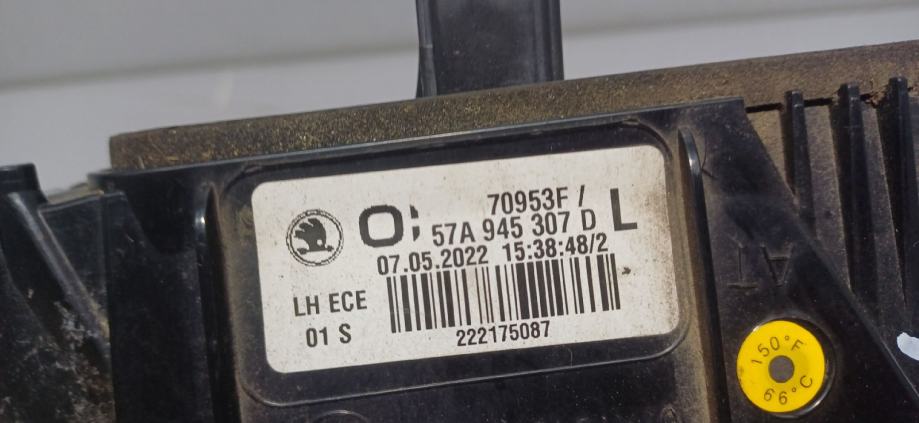 70953F /
57A 945 307 D L
07.05.2022 15:38:48/2
LH ECE
01 S
222175087
150°F
66°C